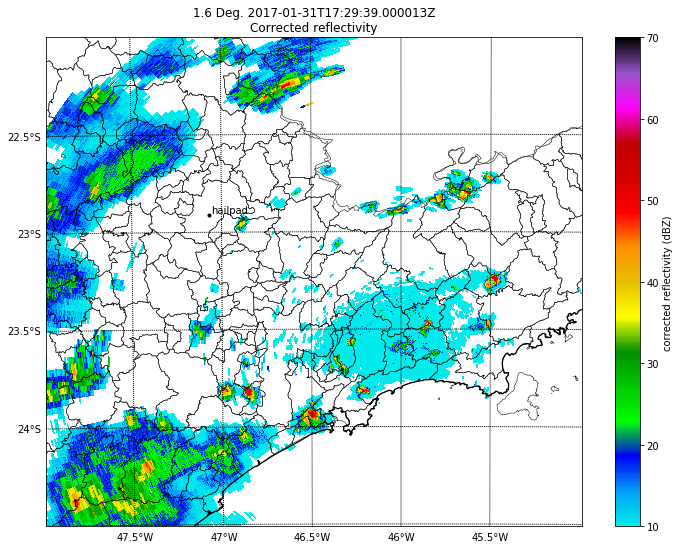 1.6 Deg. 2017-01-31T17:29:39.000013Z
Corrected reflectivity
22.5°S
23°S
23.5°S
24°S
hailpad
47.5°W
47°W
46.5°W
46°W
45.5°W
70
60
50
40
30
20
10
corrected reflectivity (dBZ)